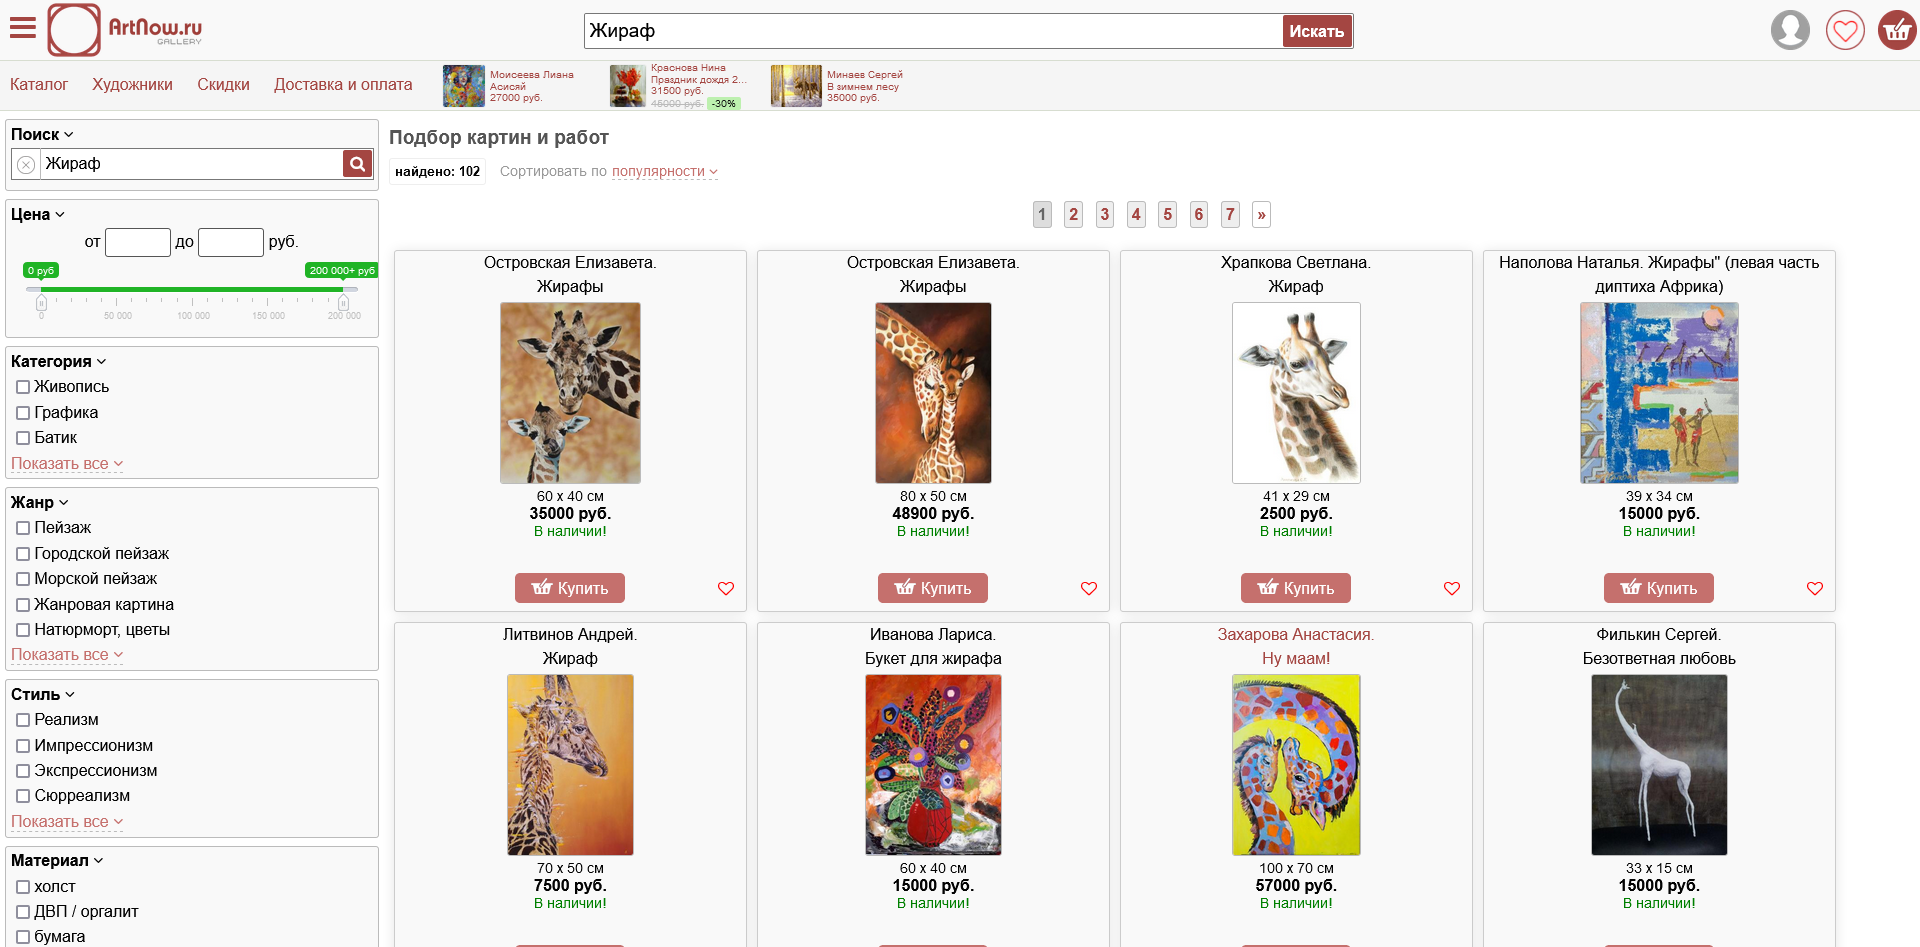 ArtNow.ru
GALLERY
Жираф
Искать
Каталог
Художники
Скидки
Доставка и оплата
Моисеева Лиана
Асисяй
27000 руб.
Краснова Нина
Праздник дождя 2...
31500 руб.
45000 руб. -30%
Минаев Сергей
В зимнем лесу
35000 руб.
Поиск
Жираф
Цена
от до руб.
0 руб 200 000+ руб
0 50 000 100 000 150 000 200 000
Категория
Живопись
Графика
Батик
Показать все
Жанр
Пейзаж
Городской пейзаж
Морской пейзаж
Жанровая картина
Натюрморт, цветы
Показать все
Стиль
Реализм
Импрессионизм
Экспрессионизм
Сюрреализм
Показать все
Материал
холст
ДВП / оргалит
бумага
Подбор картин и работ
найдено: 102
Сортировать по популярности
1 2 3 4 5 6 7 »
Островская Елизавета.
Жирафы
60 x 40 см
35000 руб.
В наличии!
Купить
Островская Елизавета.
Жирафы
80 x 50 см
48900 руб.
В наличии!
Купить
Храпкова Светлана.
Жираф
41 x 29 см
2500 руб.
В наличии!
Купить
Наполова Наталья. Жирафы" (левая часть
диптиха Африка)
39 x 34 см
15000 руб.
В наличии!
Купить
Литвинов Андрей.
Жираф
70 x 50 см
7500 руб.
В наличии!
Иванова Лариса.
Букет для жирафа
60 x 40 см
15000 руб.
В наличии!
Захарова Анастасия.
Ну маам!
100 x 70 см
57000 руб.
В наличии!
Филькин Сергей.
Безответная любовь
33 x 15 см
15000 руб.
В наличии!